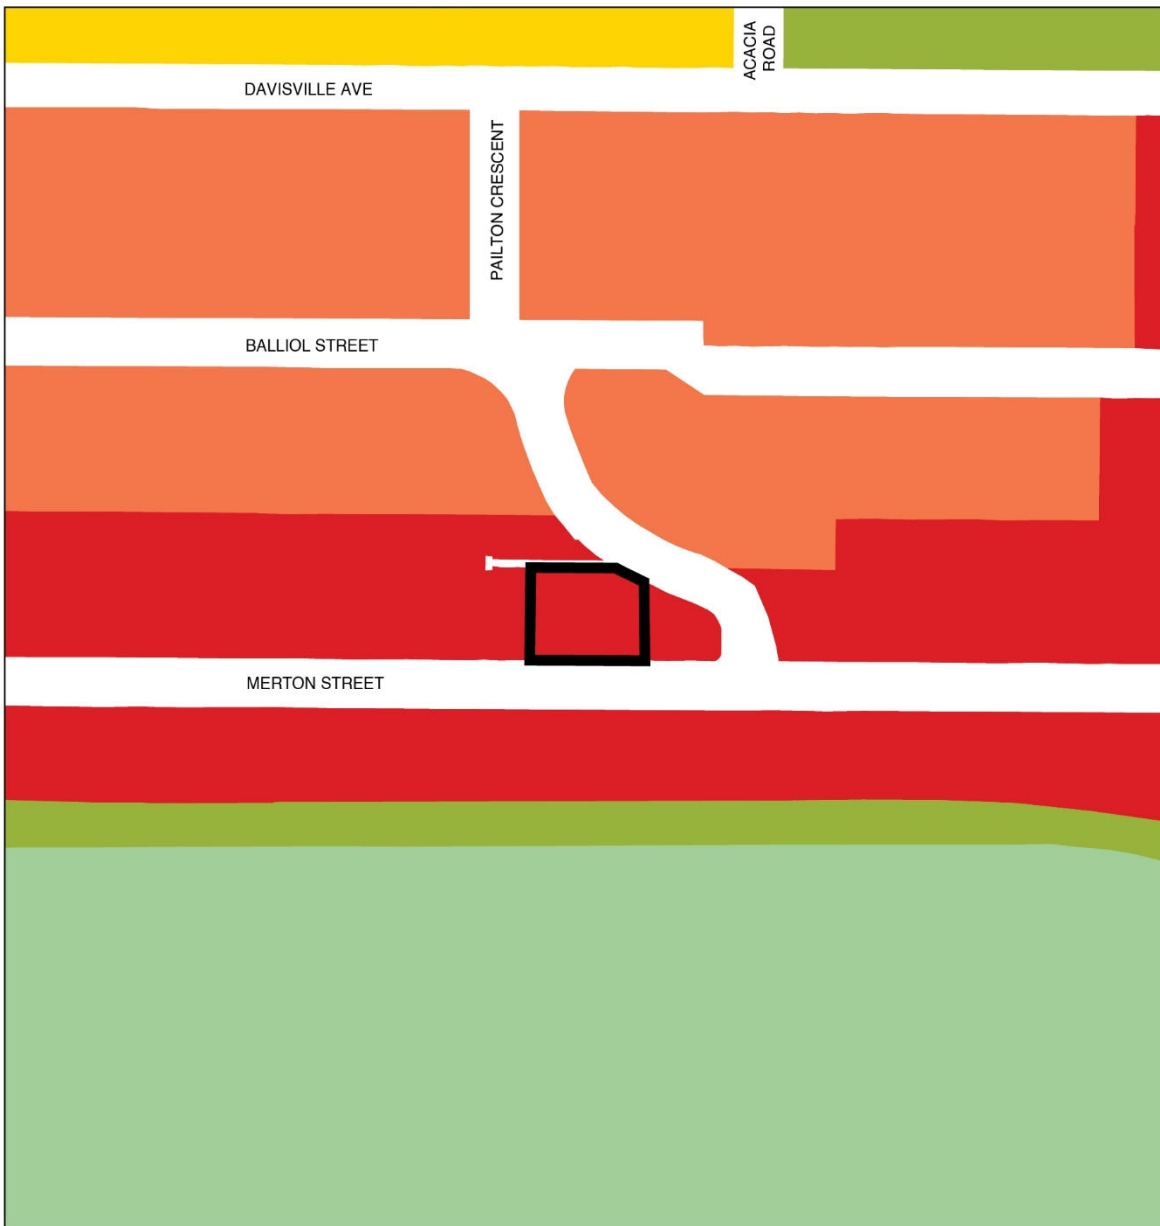 ACACIA
ROAD
DAVISVILLE AVE
PAILTON CRESCENT
BALLIOL STREET
MERTON STREET